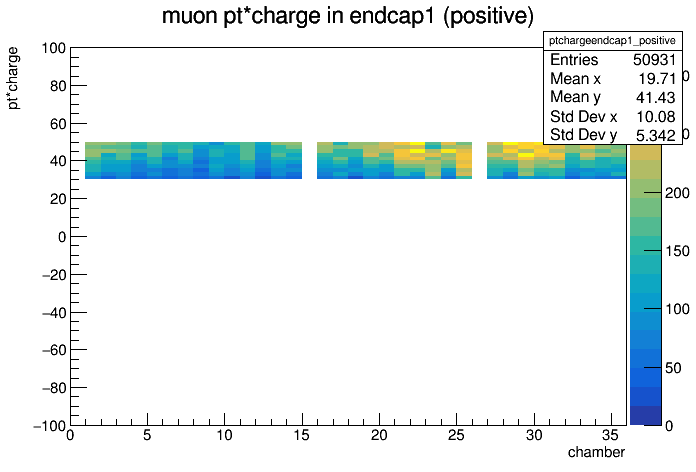 muon pt*charge in endcap1 (positive)
ptchargeendcap1_positive
Entries 50931
Mean x 19.71
Mean y 41.43
Std Dev x 10.08
Std Dev y 5.342
pt*charge
100
80
60
40
20
0
−20
−40
−60
−80
−100
0 5 10 15 20 25 30 35
chamber
0
0
200
150
100
50
0